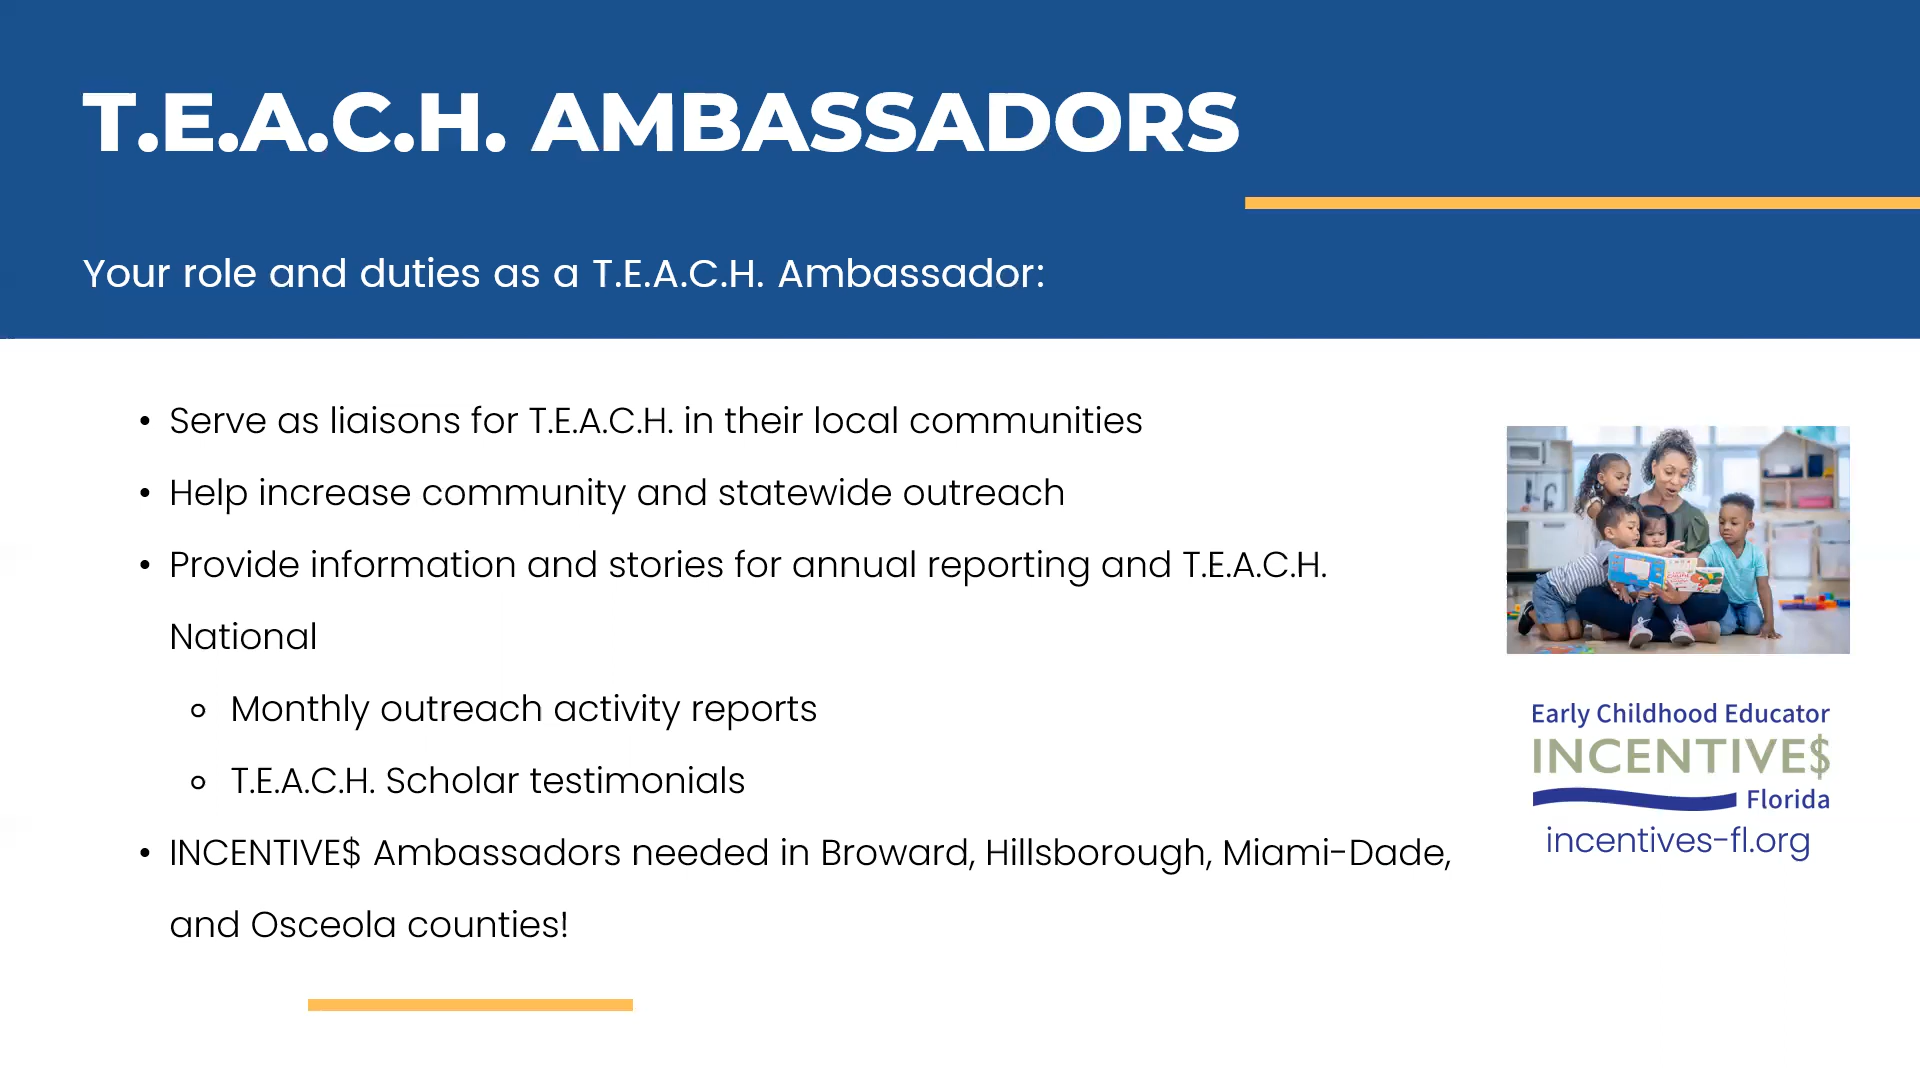 T.E.A.C.H. AMBASSADORS
Your role and duties as a T.E.A.C.H. Ambassador:
• Serve as liaisons for T.E.A.C.H. in their local communities
• Help increase community and statewide outreach
• Provide information and stories for annual reporting and T.E.A.C.H.
National
◦ Monthly outreach activity reports
◦ T.E.A.C.H. Scholar testimonials
• INCENTIVE$ Ambassadors needed in Broward, Hillsborough, Miami-Dade,
and Osceola counties!
Early Childhood Educator
INCENTIVE$
Florida
incentives-fl.org